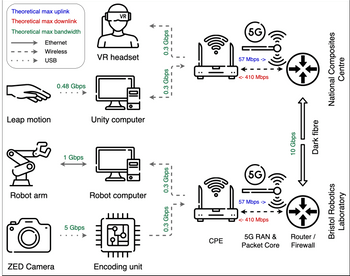 Theoretical max uplink
Theoretical max downlink
Theoretical max bandwidth
Ethernet
Wireless
USB
VR
VR headset
0.3 Gbps
0.3 Gbps
5G
57 Mbps ->
<- 410 Mbps
National Composites
Centre
0.48 Gbps
Leap motion
Unity computer
10 Gbps
Dark fibre
1 Gbps
Robot arm
Robot computer
0.3 Gbps
0.3 Gbps
5G
57 Mbps ->
<- 410 Mbps
Bristol Robotics
Laboratory
5 Gbps
ZED Camera
Encoding unit
CPE
5G RAN &
Packet Core
Router /
Firewall